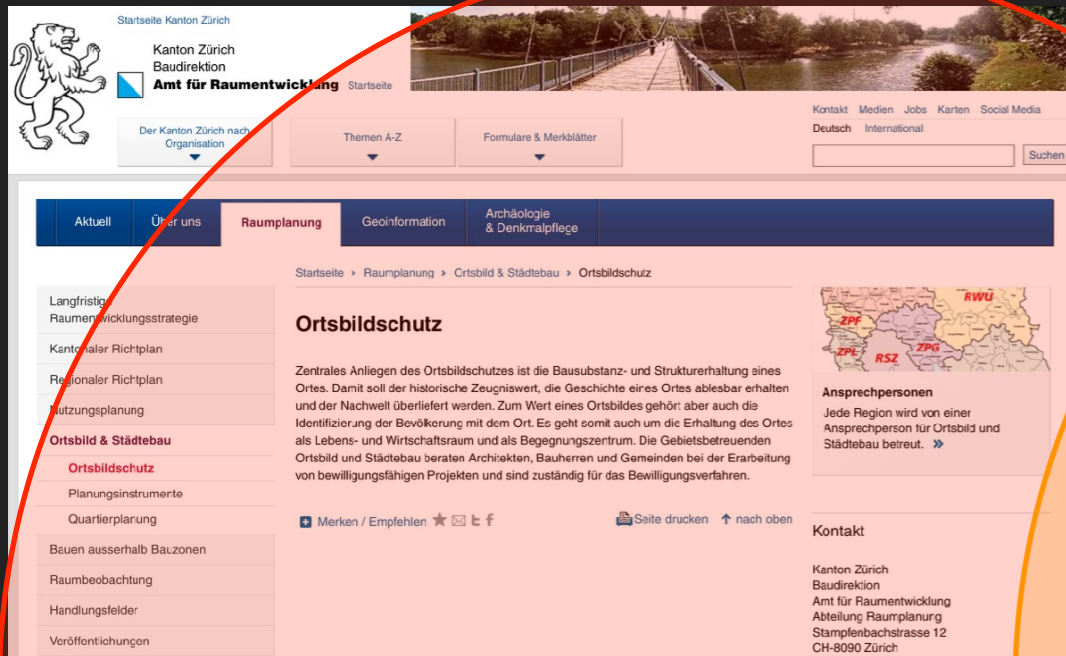 Startseite Kanton Zürich
Kanton Zürich
Baudirektion
Amt für Raumentwicklung Startseite
Kontakt Medien Jobs Karten Social Media
Deutsch International
Der Kanton Zürich nach
Organisation
Themen A-Z
Formulare & Merkblätter
Suchen
Aktuell
Über uns
Raumplanung
Geoinformation
Archäologie
& Denkmalpflege
Startseite › Raumplanung › Ortsbild & Städtebau › Ortsbildschutz
Langfristige
Raumentwicklungsstrategie
Kantonaler Richtplan
Regionaler Richtplan
Nutzungsplanung
Ortsbild & Städtebau
Ortsbildschutz
Planungsinstrumente
Quartierplanung
Bauen ausserhalb Bauzonen
Raumbeobachtung
Handlungsfelder
Veröffentlichungen
Ortsbildschutz
Zentrales Anliegen des Ortsbildschutzes ist die Bausubstanz- und Strukturerhaltung eines
Ortes. Damit soll der historische Zeugniswert, die Geschichte eines Ortes ablesbar erhalten
und der Nachwelt überliefert werden. Zum Wert eines Ortsbildes gehört aber auch die
Identifizierung der Bevölkerung mit dem Ort. Es geht somit auch um die Erhaltung des Ortes
als Lebens- und Wirtschaftsraum und als Begegnungszentrum. Die Gebietsbetreuenden
Ortsbild und Städtebau beraten Architekten, Bauherren und Gemeinden bei der Erarbeitung
von bewilligungsfähigen Projekten und sind zuständig für das Bewilligungsverfahren.
Merken / Empfehlen
Seite drucken
nach oben
RWU
ZPF
ZPL
RSZ
ZPG
Ansprechpersonen
Jede Region wird von einer
Ansprechperson für Ortsbild und
Städtebau betreut. »
Kontakt
Kanton Zürich
Baudirektion
Amt für Raumentwicklung
Abteilung Raumplanung
Stampfenbachstrasse 12
CH-8090 Zürich